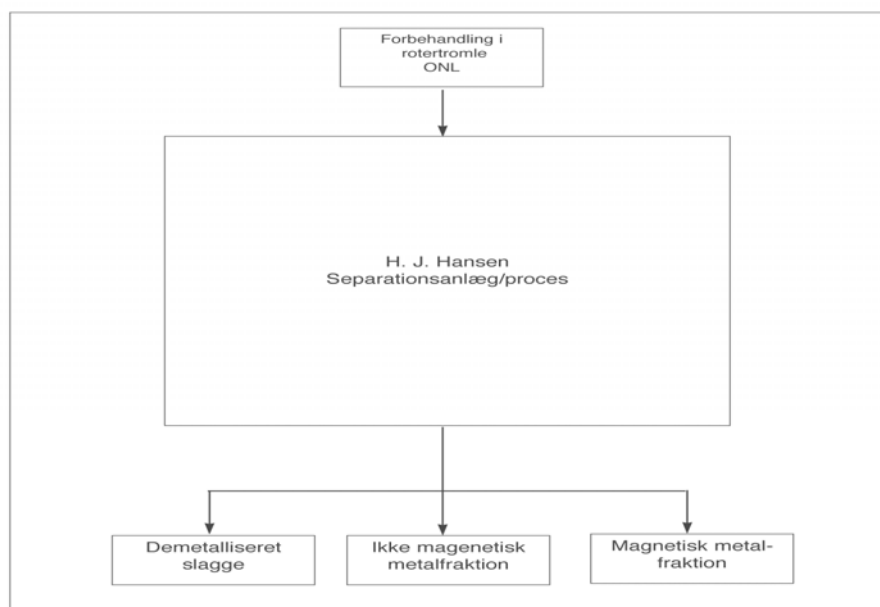 Forbehandling i
rotertromle
ONL
H. J. Hansen
Separationsanlæg/proces
Demetalliseret
slagge
Ikke magenetisk
metalfraktion
Magnetisk metal-
fraktion